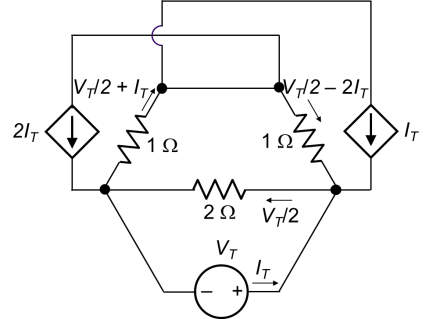 V_T/2 + I_T
V_T/2 – 2I_T
2I_T
1 Ω
1 Ω
I_T
2 Ω
V_T/2
V_T
I_T
– +